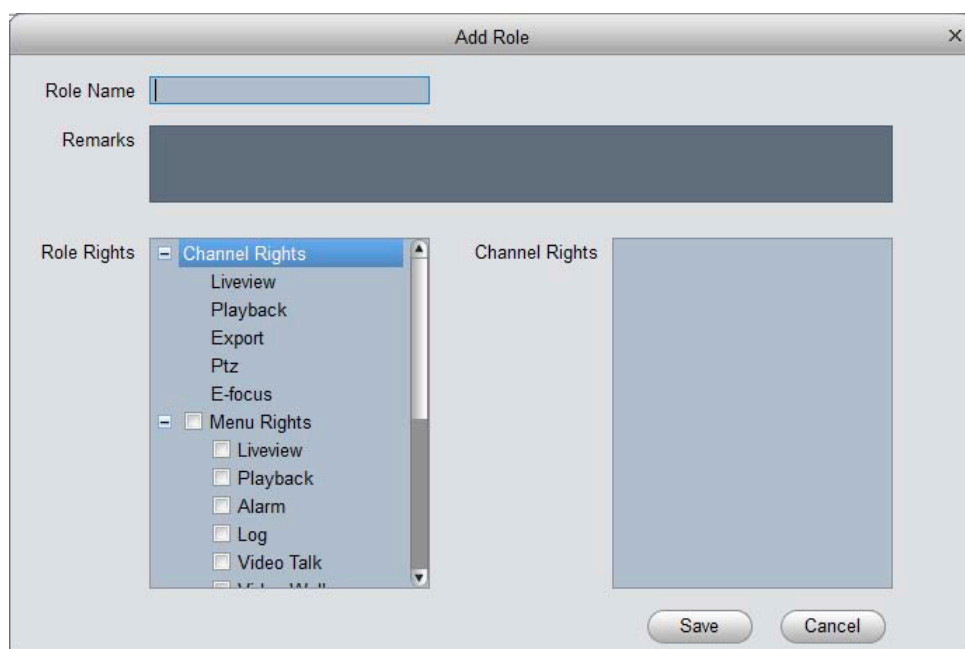 Add Role
Role Name
Remarks
Role Rights
Channel Rights
Liveview
Playback
Export
Ptz
E-focus
Menu Rights
Liveview
Playback
Alarm
Log
Video Talk
Channel Rights
Save
Cancel